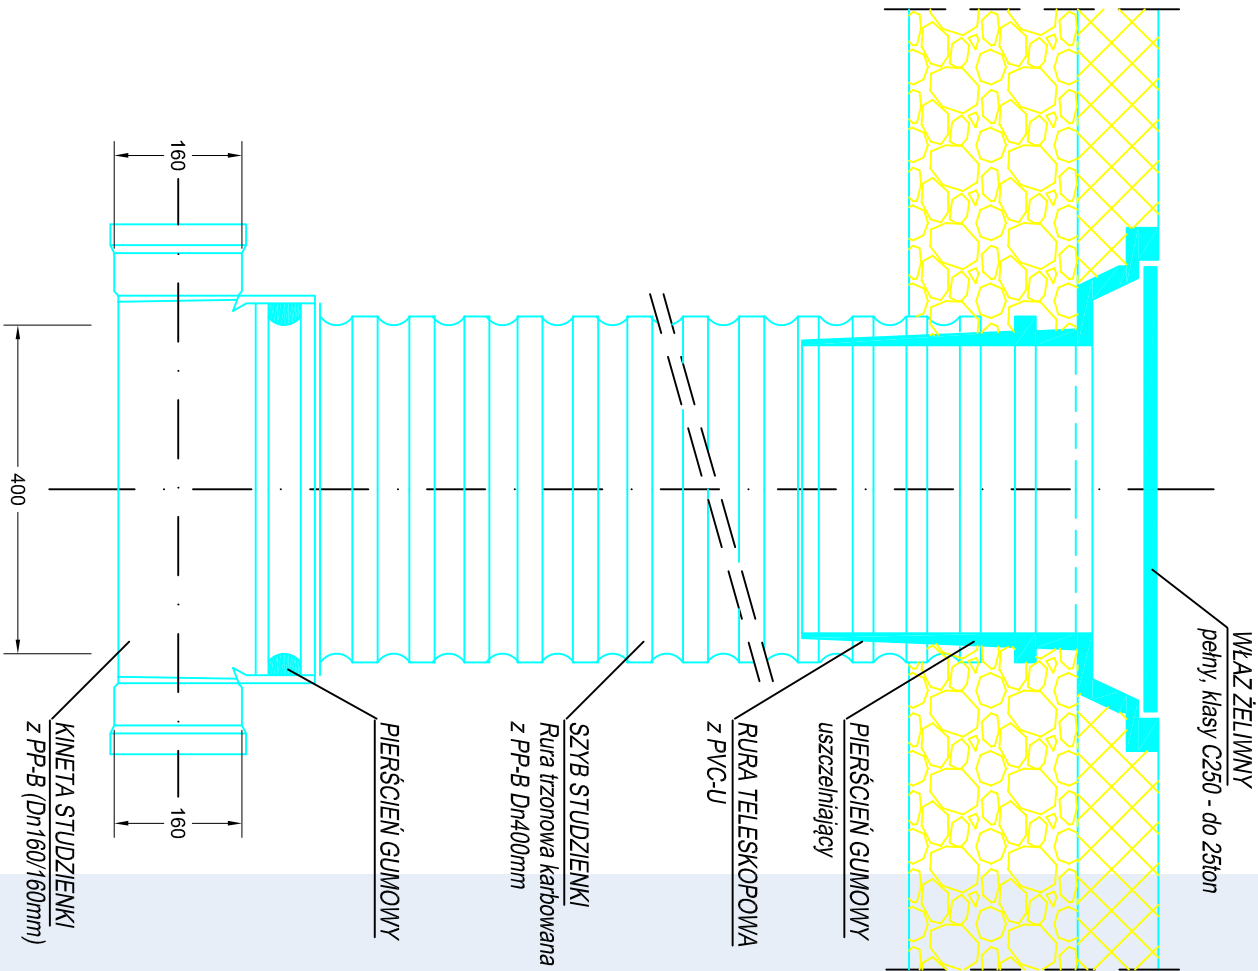 WŁAZ ŻELIWNY
pełny, klasy C250 - do 25ton
PIERŚCIEŃ GUMOWY
uszczelniający
RURA TELESKOPOWA
z PVC-U
SZYB STUDZIENKI
Rura trzonowa karbowana
z PP-B Dn400mm
PIERŚCIEŃ GUMOWY
KINETA STUDZIENKI
z PP-B (Dn160/160mm)
160
160
400